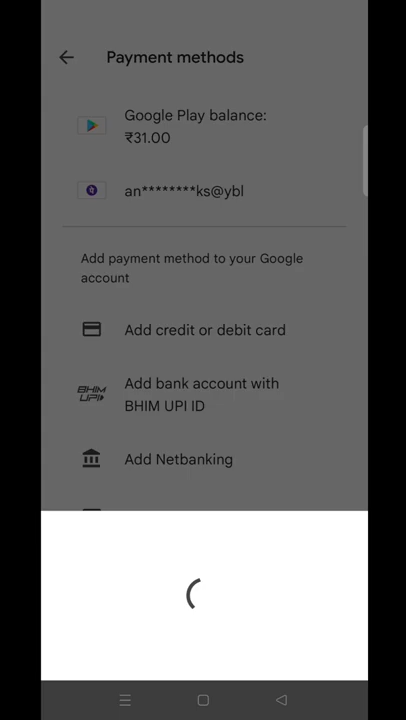 Payment methods
Google Play balance:
₹31.00
an********ks@ybl
Add payment method to your Google
account
Add credit or debit card
BHIM
UPI
Add bank account with
BHIM UPI ID
Add Netbanking